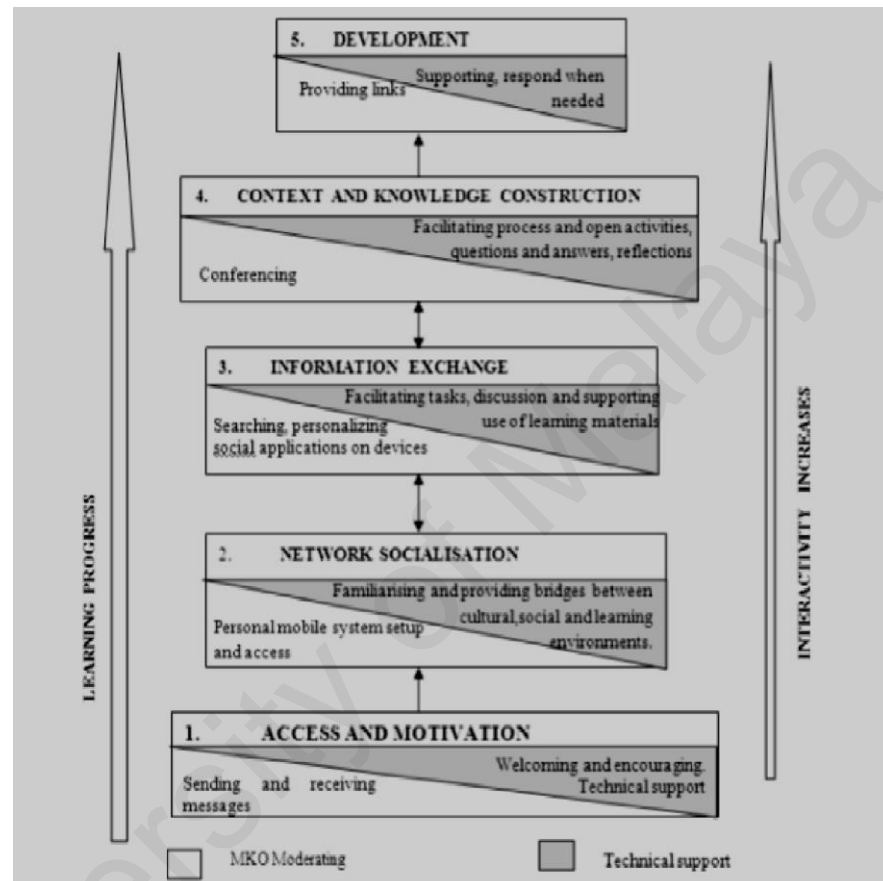 5. DEVELOPMENT
Supporting, respond when
needed
Providing links
4. CONTEXT AND KNOWLEDGE CONSTRUCTION
Facilitating process and open activities,
questions and answers, reflections
Conferencing
3. INFORMATION EXCHANGE
Facilitating tasks, discussion and supporting
use of learning materials
Searching, personalizing
social applications on devices
2. NETWORK SOCIALISATION
Familiarising and providing bridges between
cultural,social and learning
environments.
Personal mobile system setup
and access
1. ACCESS AND MOTIVATION
Welcoming and encouraging.
Technical support
Sending and receiving
messages
LEARNING PROGRESS
INTERACTIVITY INCREASES
MKO Moderating
Technical support
ersity of Malaya